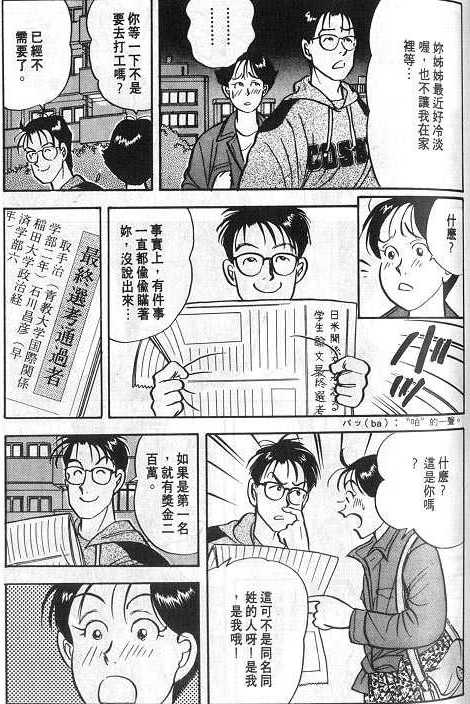 妳姊姊最近好冷淡
喔，也不讓我在家
裡等…
……
……
COSBY
你等一下不是
要去打工嗎？
已經不
需要了。
什麼？
事實上，有件事
一直都偷偷瞞著
妳，沒說出來…
日米関
学生論文最終選考
パッ(ba)：“啪”的一聲。
最終選考通過者
取手治（青教大学国際関係
学部二年）石川昌彦（早
稲田大学政治経
済学部六
年）
什麼？
這是你嗎
？
這可不是同名同
姓的人呀！是我
，是我哦！
如果是第一名
，就有獎金二
百萬。